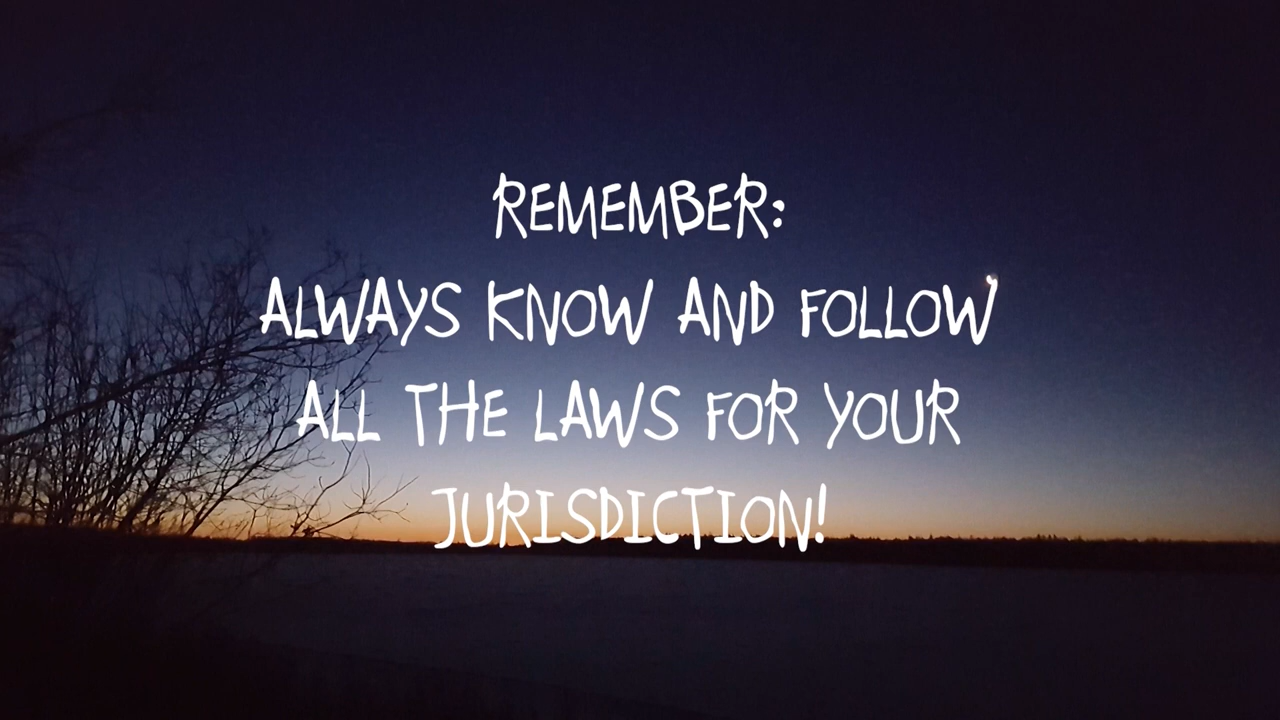 REMEMBER:
ALWAYS KNOW AND FOLLOW
ALL THE LAWS FOR YOUR
JURISDICTION!